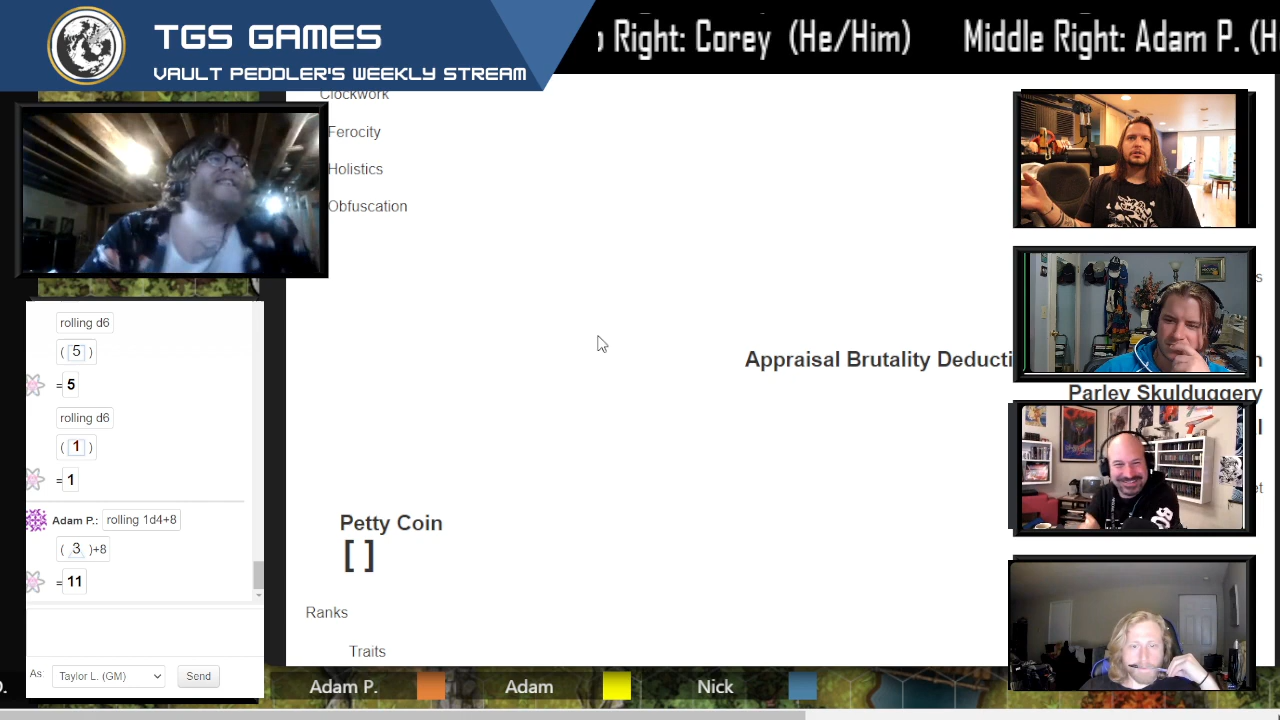 TGS GAMES
VAULT PEDDLER'S WEEKLY STREAM
Right: Corey (He/Him)
Middle Right: Adam P.
Clockwork
Ferocity
Holistics
Obfuscation
rolling d6
( 5 )
= 5
rolling d6
( 1 )
= 1
Adam P.: rolling 1d4+8
( 3 )+8
= 11
Appraisal Brutality
Parley Skulduggery
Petty Coin
[ ]
Ranks
Traits
As: Taylor L. (GM)
Send
Adam P.
Adam
Nick